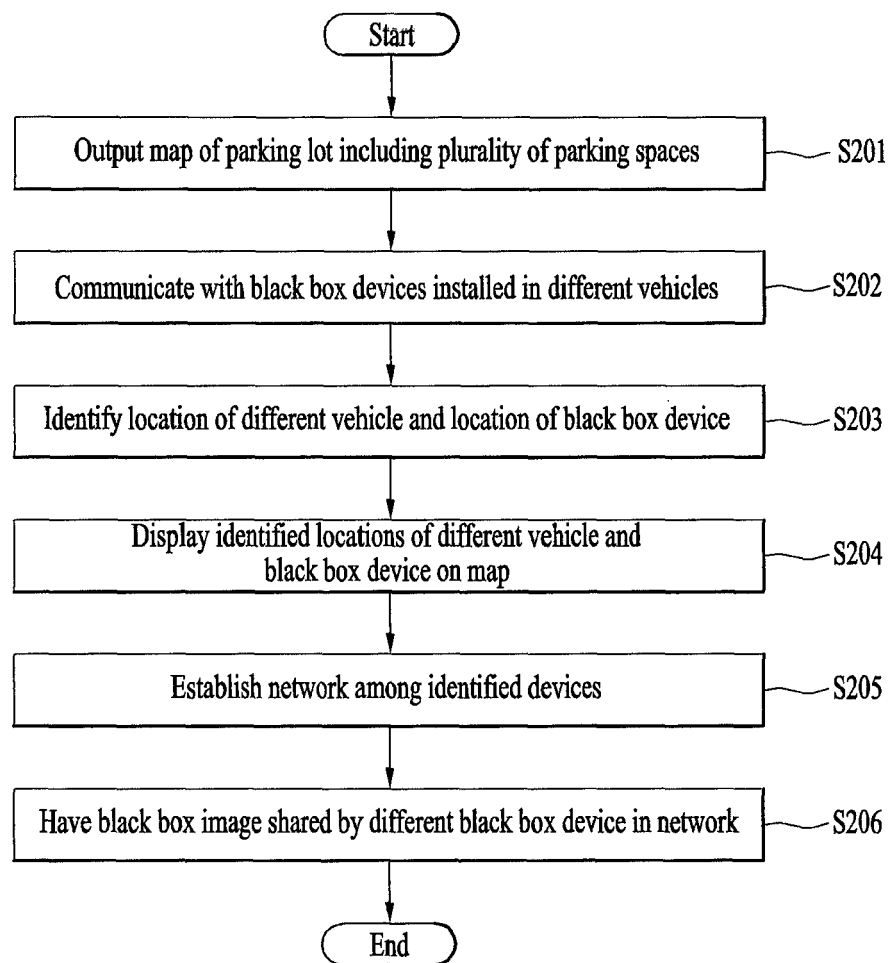 Start
Output map of parking lot including plurality of parking spaces
S201
Communicate with black box devices installed in different vehicles
S202
Identify location of different vehicle and location of black box device
S203
Display identified locations of different vehicle and
black box device on map
S204
Establish network among identified devices
S205
Have black box image shared by different black box device in network
S206
End